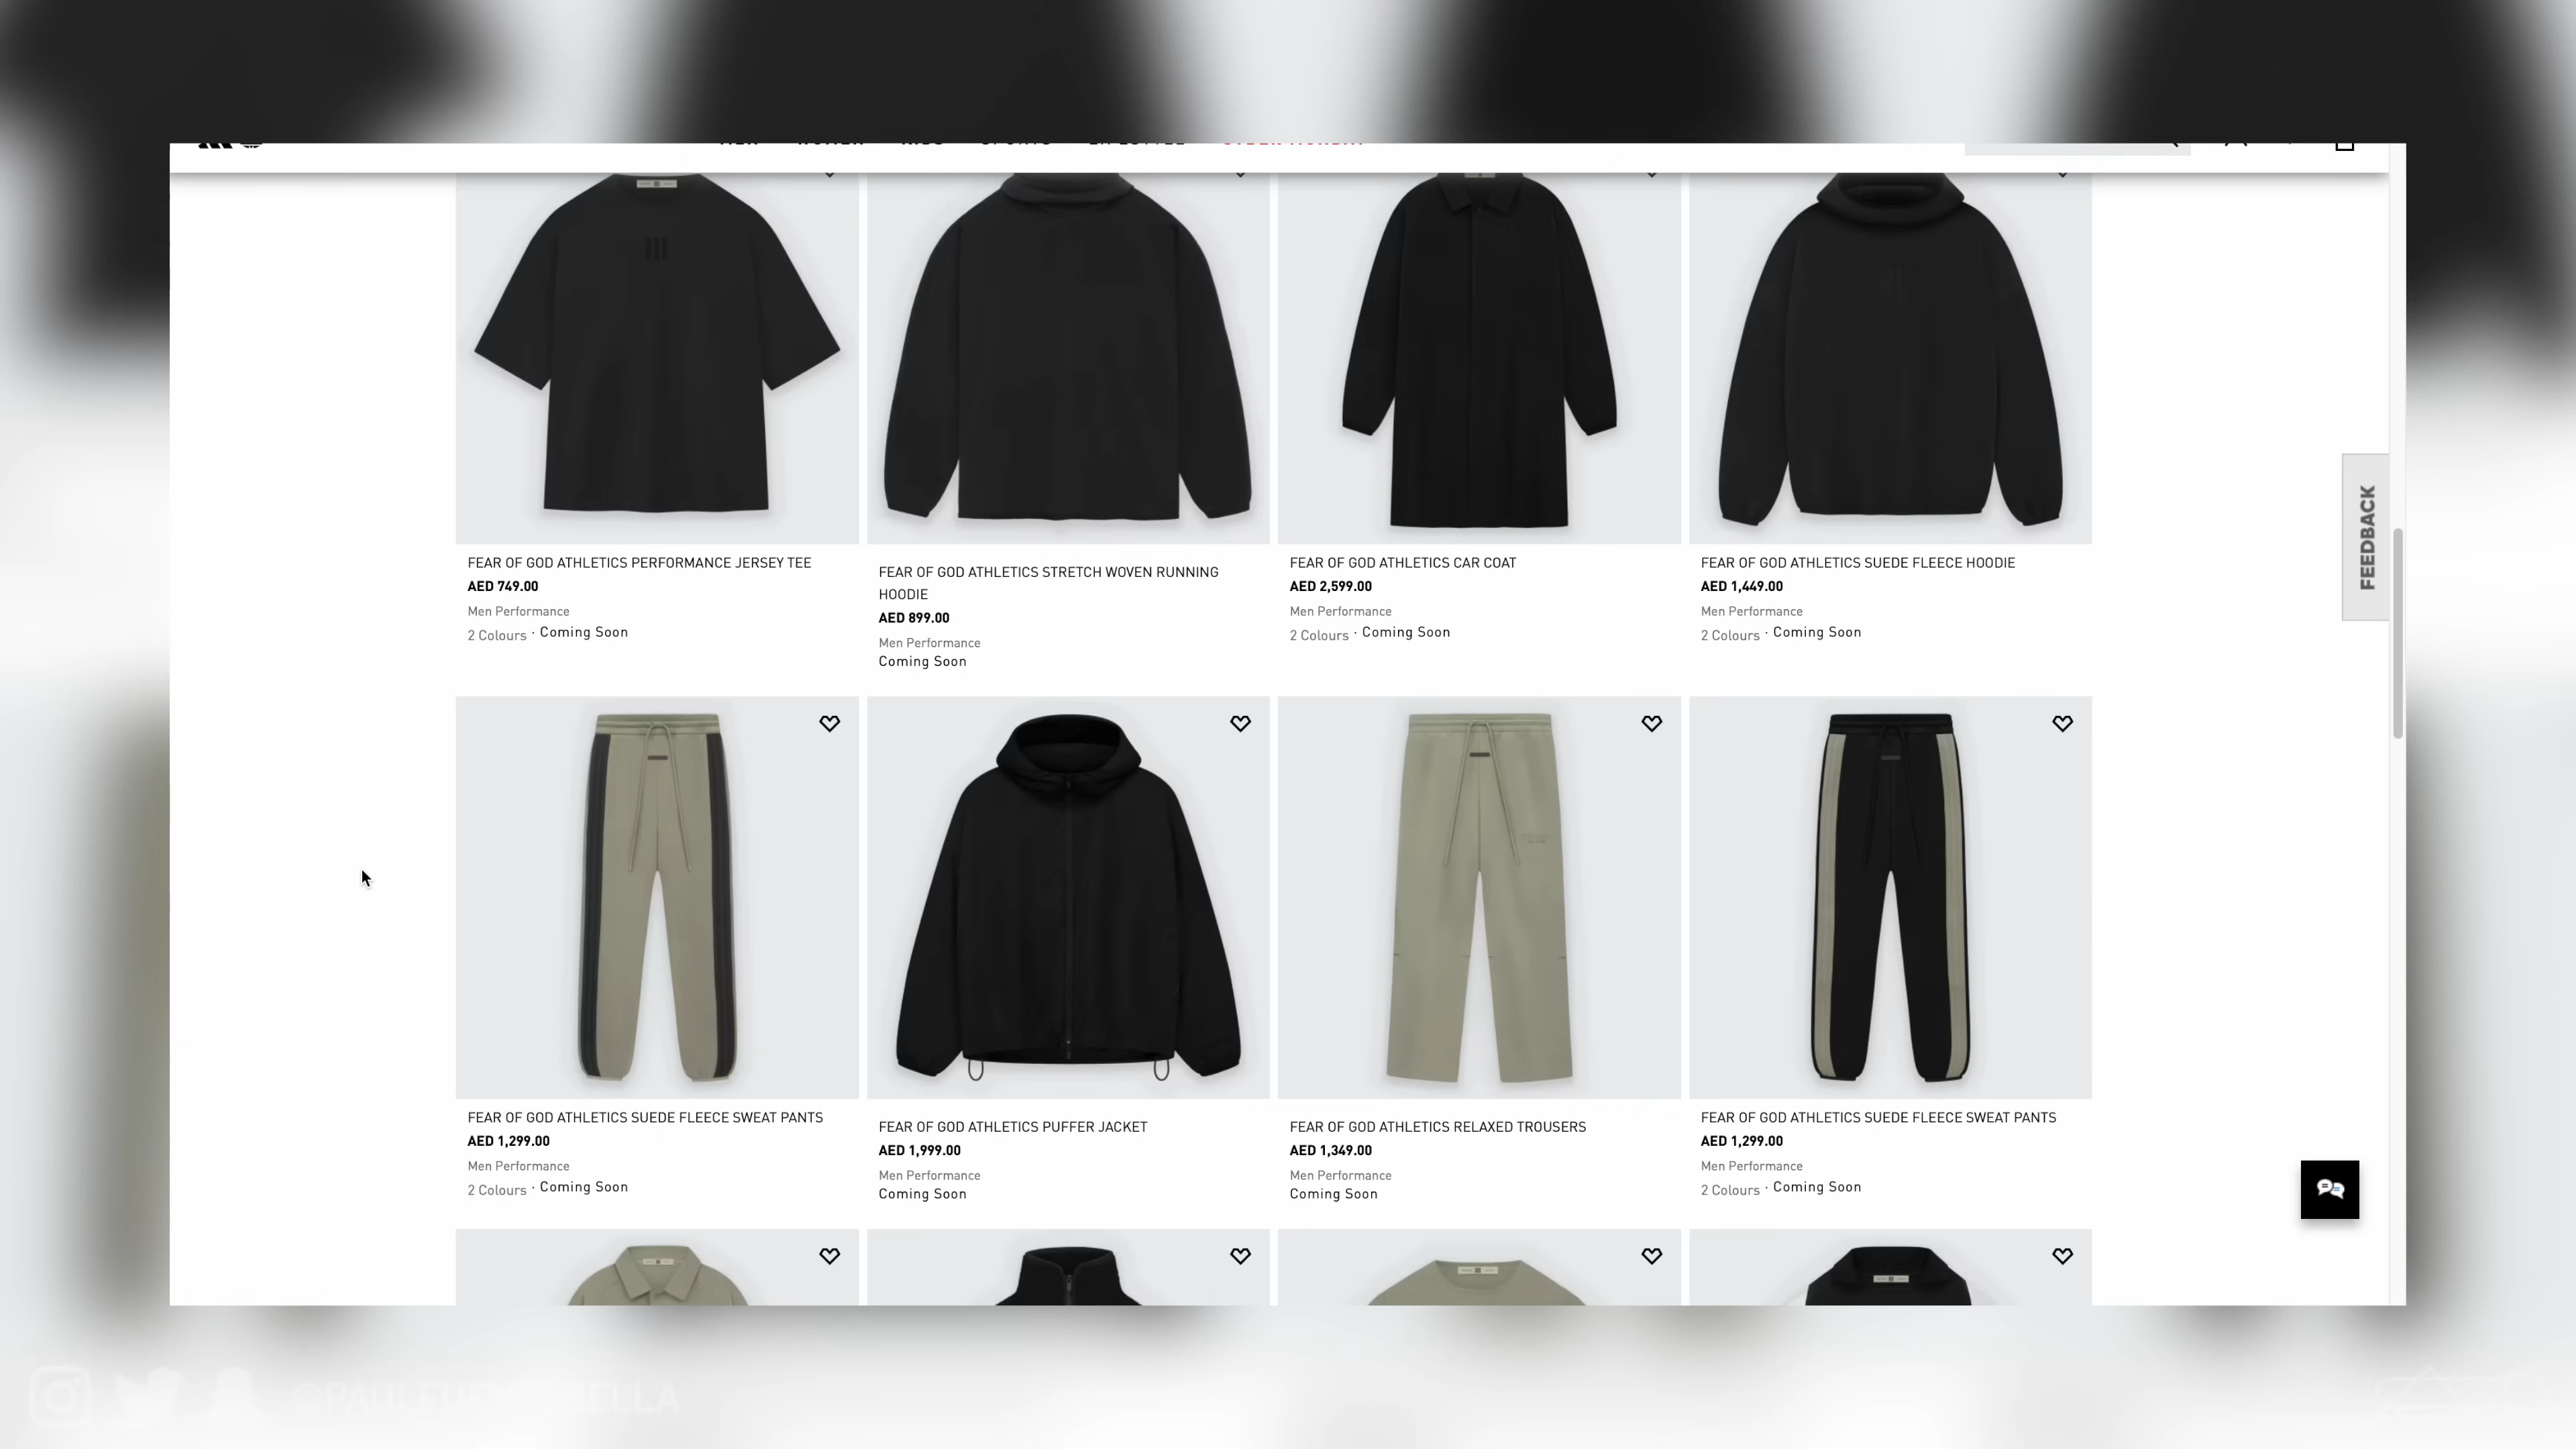 FEAR OF GOD ATHLETICS PERFORMANCE JERSEY TEE
AED 749.00
Men Performance
2 Colours · Coming Soon
FEAR OF GOD ATHLETICS STRETCH WOVEN RUNNING
HOODIE
AED 899.00
Men Performance
Coming Soon
FEAR OF GOD ATHLETICS CAR COAT
AED 2,599.00
Men Performance
2 Colours · Coming Soon
FEAR OF GOD ATHLETICS SUEDE FLEECE HOODIE
AED 1,449.00
Men Performance
2 Colours · Coming Soon
FEEDBACK
FEAR OF GOD ATHLETICS SUEDE FLEECE SWEAT PANTS
AED 1,299.00
Men Performance
2 Colours · Coming Soon
FEAR OF GOD ATHLETICS PUFFER JACKET
AED 1,999.00
Men Performance
Coming Soon
FEAR OF GOD ATHLETICS RELAXED TROUSERS
AED 1,349.00
Men Performance
Coming Soon
FEAR OF GOD ATHLETICS SUEDE FLEECE SWEAT PANTS
AED 1,299.00
Men Performance
2 Colours · Coming Soon